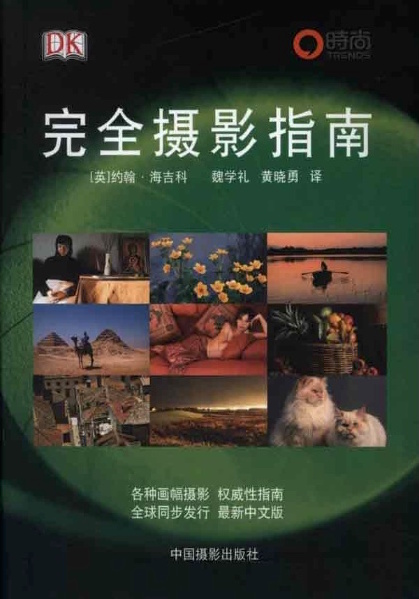 DK
時尚
TRENDS
完全摄影指南
[英]约翰·海吉科 魏学礼 黄晓勇 译
各种画幅摄影 权威性指南
全球同步发行 最新中文版
中国摄影出版社